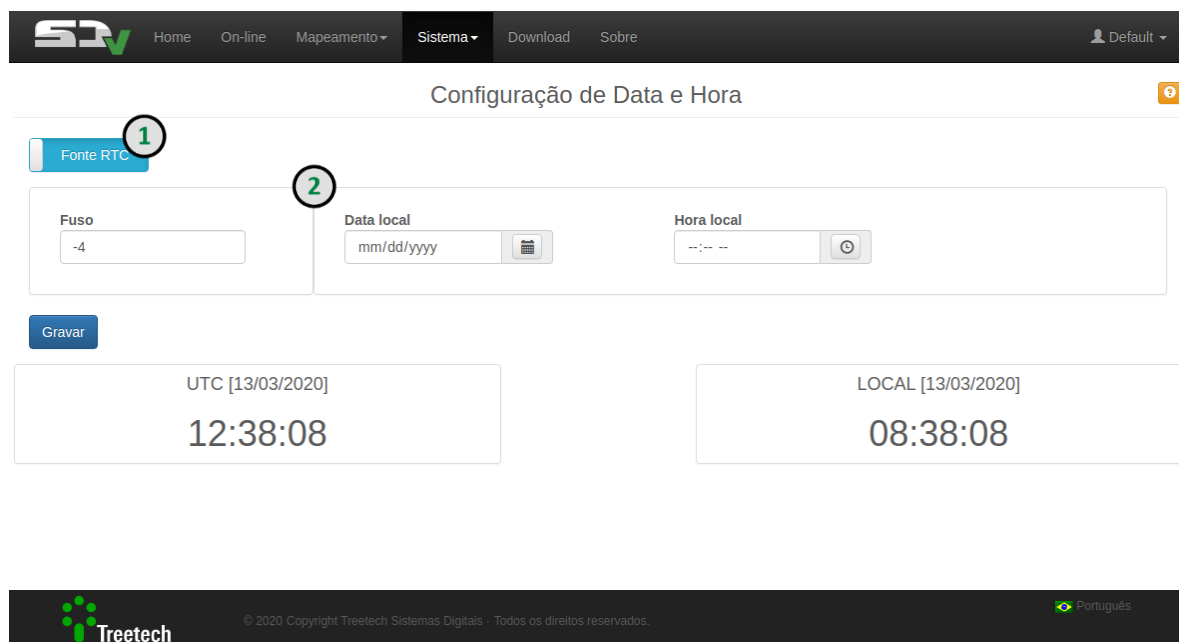 SDV Home On-line Mapeamento Sistema Download Sobre Default
Configuração de Data e Hora
1
Fonte RTC
2
Fuso Data local Hora local
-4 mm/dd/yyyy --:-- --
Gravar
UTC [13/03/2020] LOCAL [13/03/2020]
12:38:08 08:38:08
Treetech © 2020 Copyright Treetech Sistemas Digitais - Todos os direitos reservados. Português